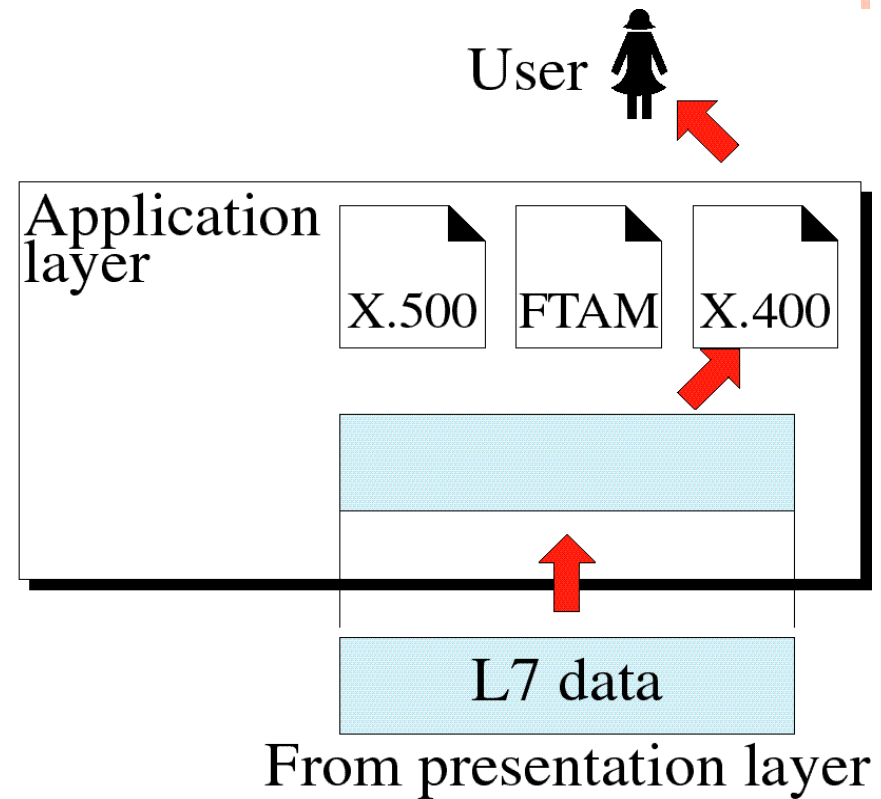 User
Application
layer
X.500 FTAM X.400
L7 data
From presentation layer